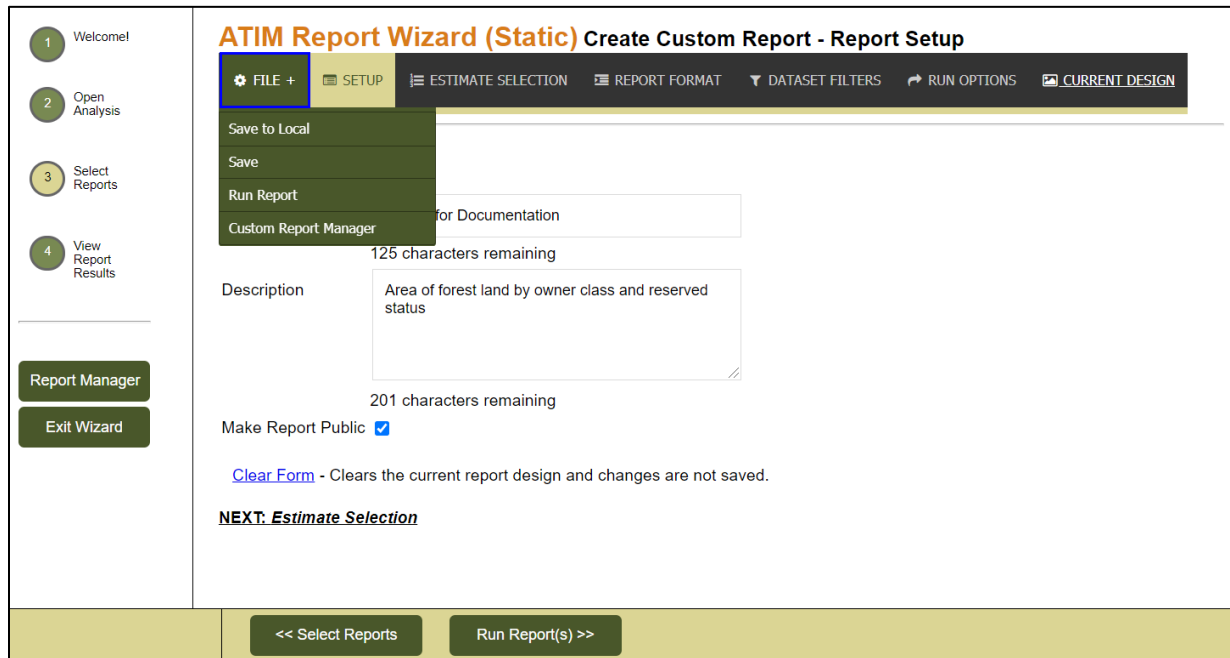 1
Welcome!
2
Open
Analysis
3
Select
Reports
4
View
Report
Results
Report Manager
Exit Wizard
ATIM Report Wizard (Static) Create Custom Report - Report Setup
FILE + SETUP ESTIMATE SELECTION REPORT FORMAT DATASET FILTERS RUN OPTIONS CURRENT DESIGN
Save to Local
Save
Run Report
Custom Report Manager
for Documentation
125 characters remaining
Description
Area of forest land by owner class and reserved
status
201 characters remaining
Make Report Public
Clear Form - Clears the current report design and changes are not saved.
NEXT: Estimate Selection
<< Select Reports
Run Report(s) >>